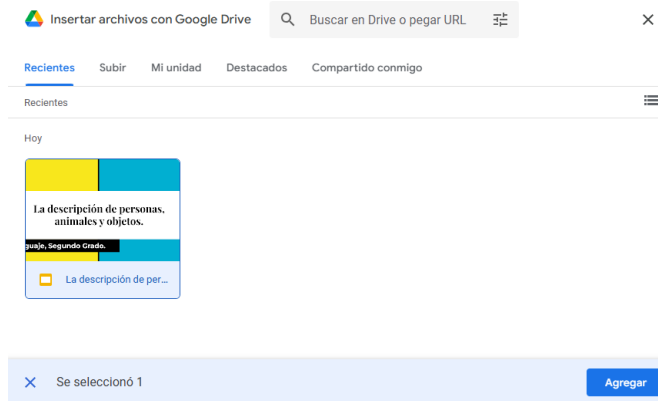 Insertar archivos con Google Drive
Buscar en Drive o pegar URL
Recientes Subir Mi unidad Destacados Compartido conmigo
Recientes
Hoy
La descripción de personas,
animales y objetos.
guaje, Segundo Grado.
La descripción de per...
Se seleccionó 1
Agregar